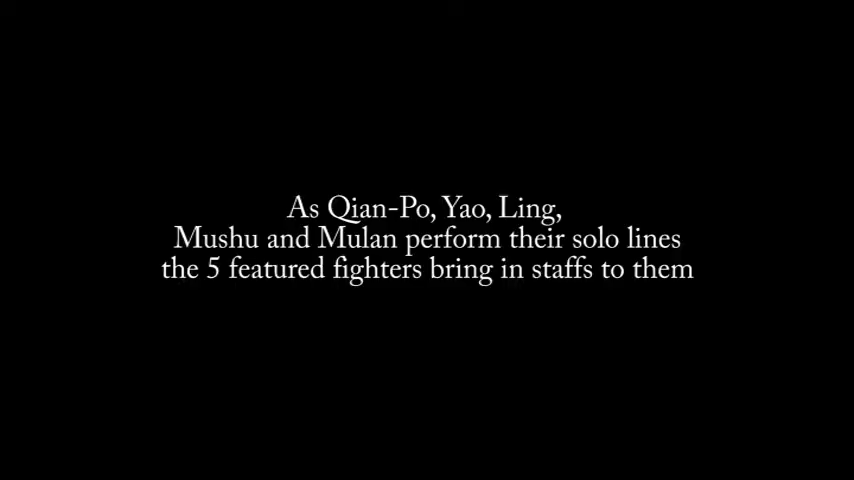 As Qian-Po, Yao, Ling,
Mushu and Mulan perform their solo lines
the 5 featured fighters bring in staffs to them